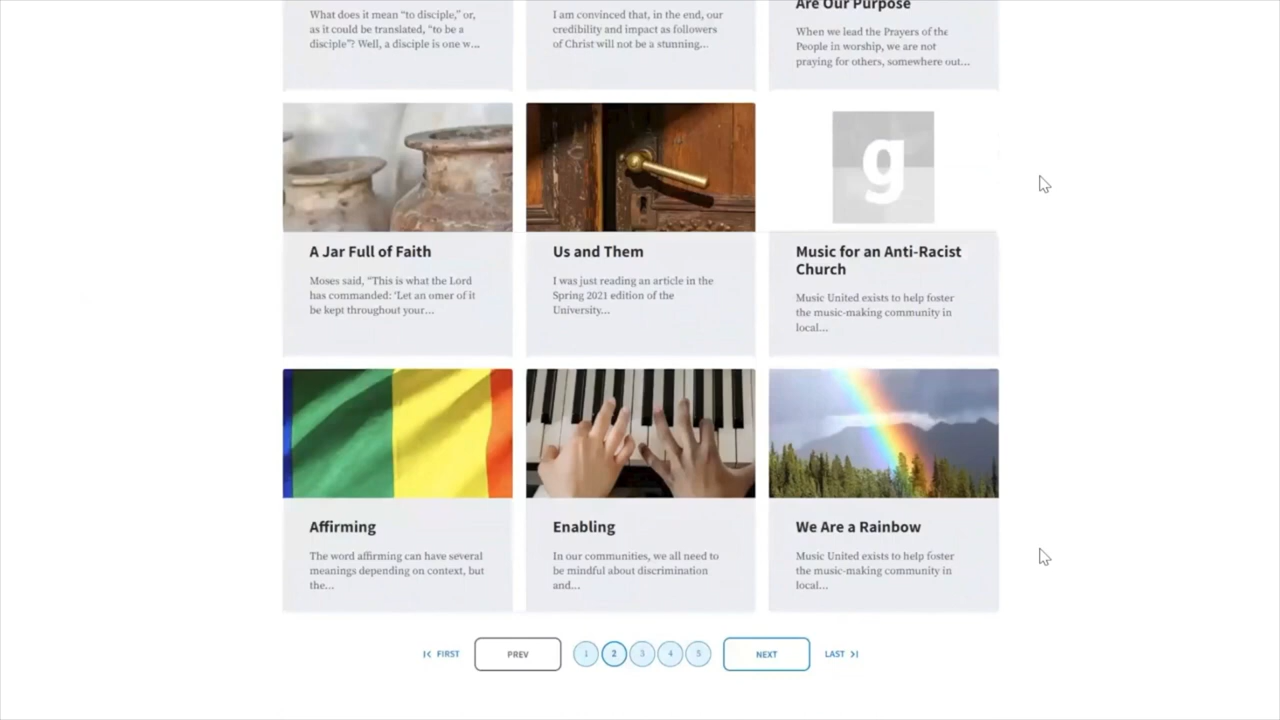 What does it mean “to disciple,” or,
as it could be translated, “to be a
disciple”? Well, a disciple is one w...
I am convinced that, in the end, our
credibility and impact as followers
of Christ will not be a stunning...
Are Our Purpose
When we lead the Prayers of the
People in worship, we are not
praying for others, somewhere out...
g
A Jar Full of Faith
Moses said, “This is what the Lord
has commanded: ‘Let an omer of it
be kept throughout your...
Us and Them
I was just reading an article in the
Spring 2021 edition of the
University...
Music for an Anti-Racist
Church
Music United exists to help foster
the music-making community in
local...
Affirming
The word affirming can have several
meanings depending on context, but
the...
Enabling
In our communities, we all need to
be mindful about discrimination
and...
We Are a Rainbow
Music United exists to help foster
the music-making community in
local...
FIRST PREV 1 2 3 4 5 NEXT LAST